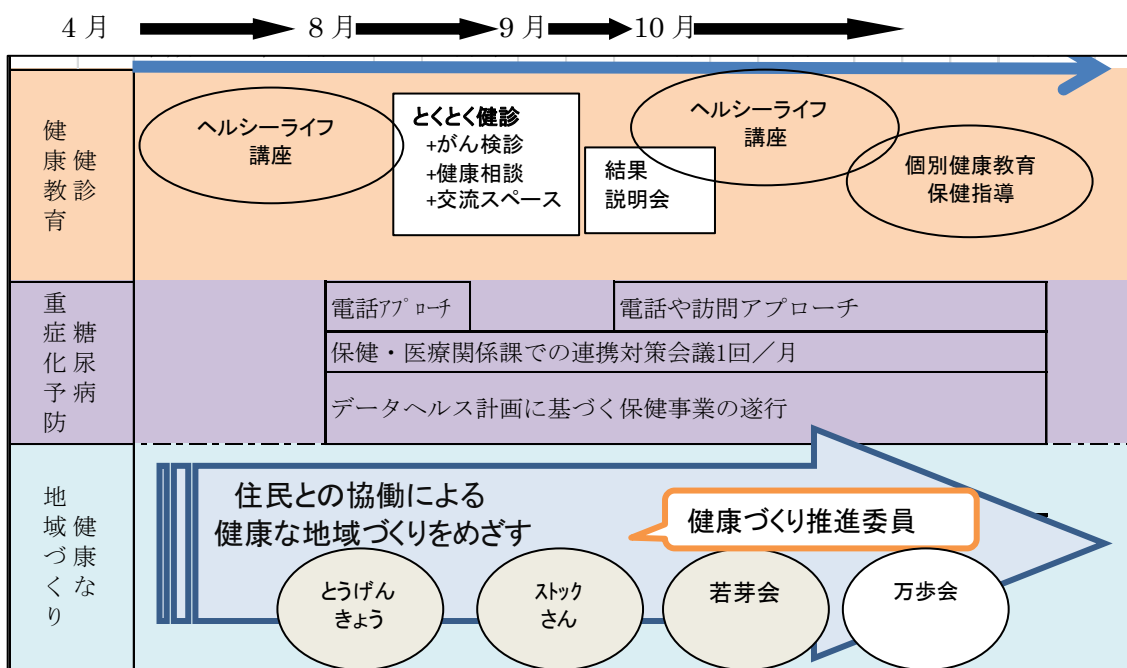 4 月
8 月
9 月
10 月
健康教育
健診
ヘルシーライフ
講座
とくとく健診
+がん検診
+健康相談
+交流スペース
結果
説明会
ヘルシーライフ
講座
個別健康教育
保健指導
重症化予防
糖尿病
電話ｱﾌﾟﾛｰﾁ
電話や訪問アプローチ
保健・医療関係課での連携対策会議1回／月
データヘルス計画に基づく保健事業の遂行
地域づくり
健康な
住民との協働による
健康な地域づくりをめざす
健康づくり推進委員
とうげん
きょう
ｽﾄｯｸ
さん
若芽会
万歩会